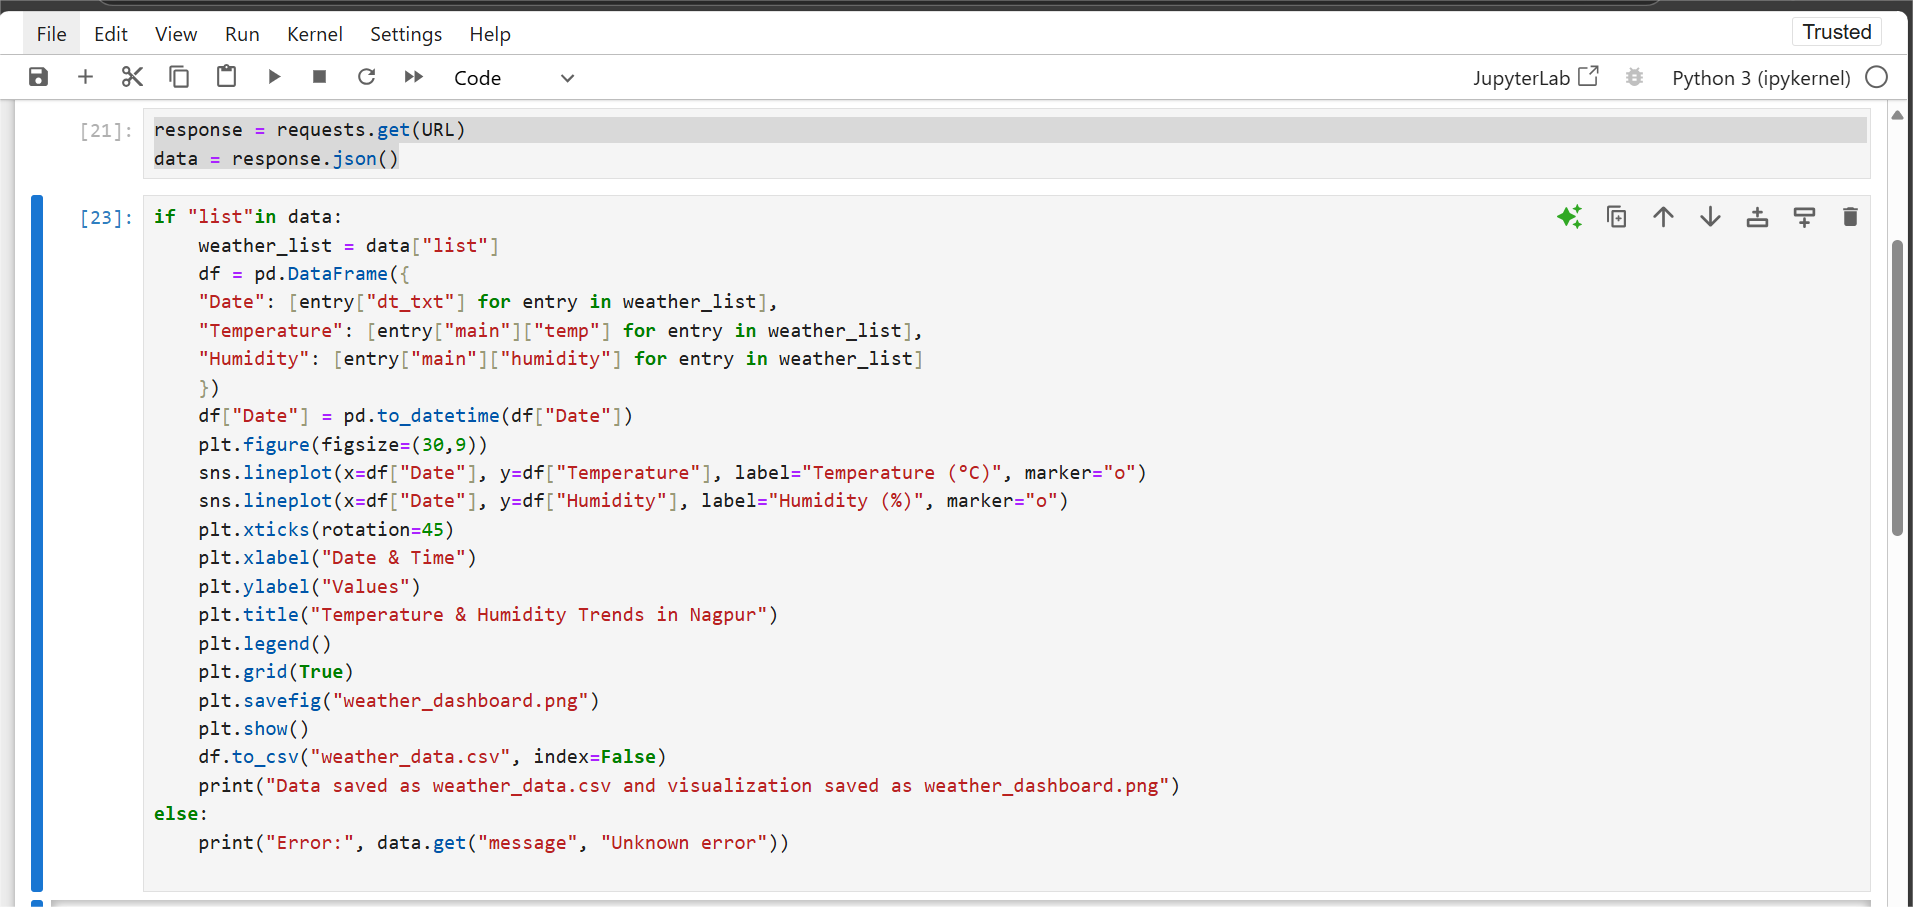 File Edit View Run Kernel Settings Help Trusted
Code JupyterLab Python 3 (ipykernel)
[21]: response = requests.get(URL)
data = response.json()
[23]: if "list"in data:
    weather_list = data["list"]
    df = pd.DataFrame({
    "Date": [entry["dt_txt"] for entry in weather_list],
    "Temperature": [entry["main"]["temp"] for entry in weather_list],
    "Humidity": [entry["main"]["humidity"] for entry in weather_list]
    })
    df["Date"] = pd.to_datetime(df["Date"])
    plt.figure(figsize=(30,9))
    sns.lineplot(x=df["Date"], y=df["Temperature"], label="Temperature (°C)", marker="o")
    sns.lineplot(x=df["Date"], y=df["Humidity"], label="Humidity (%)", marker="o")
    plt.xticks(rotation=45)
    plt.xlabel("Date & Time")
    plt.ylabel("Values")
    plt.title("Temperature & Humidity Trends in Nagpur")
    plt.legend()
    plt.grid(True)
    plt.savefig("weather_dashboard.png")
    plt.show()
    df.to_csv("weather_data.csv", index=False)
    print("Data saved as weather_data.csv and visualization saved as weather_dashboard.png")
else:
    print("Error:", data.get("message", "Unknown error"))